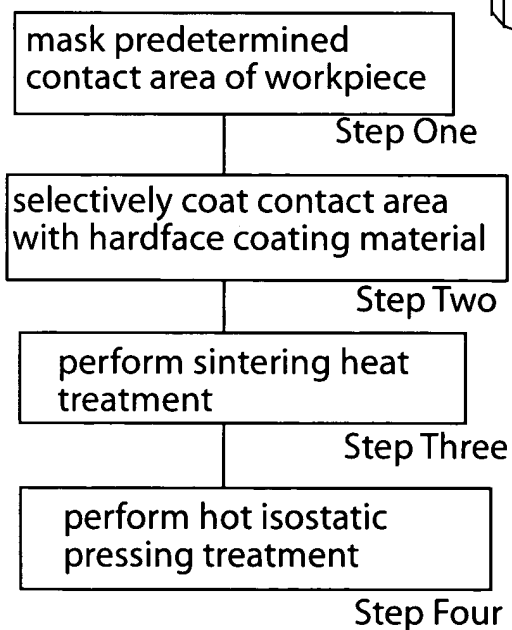 mask predetermined
contact area of workpiece
Step One
selectively coat contact area
with hardface coating material
Step Two
perform sintering heat
treatment
Step Three
perform hot isostatic
pressing treatment
Step Four